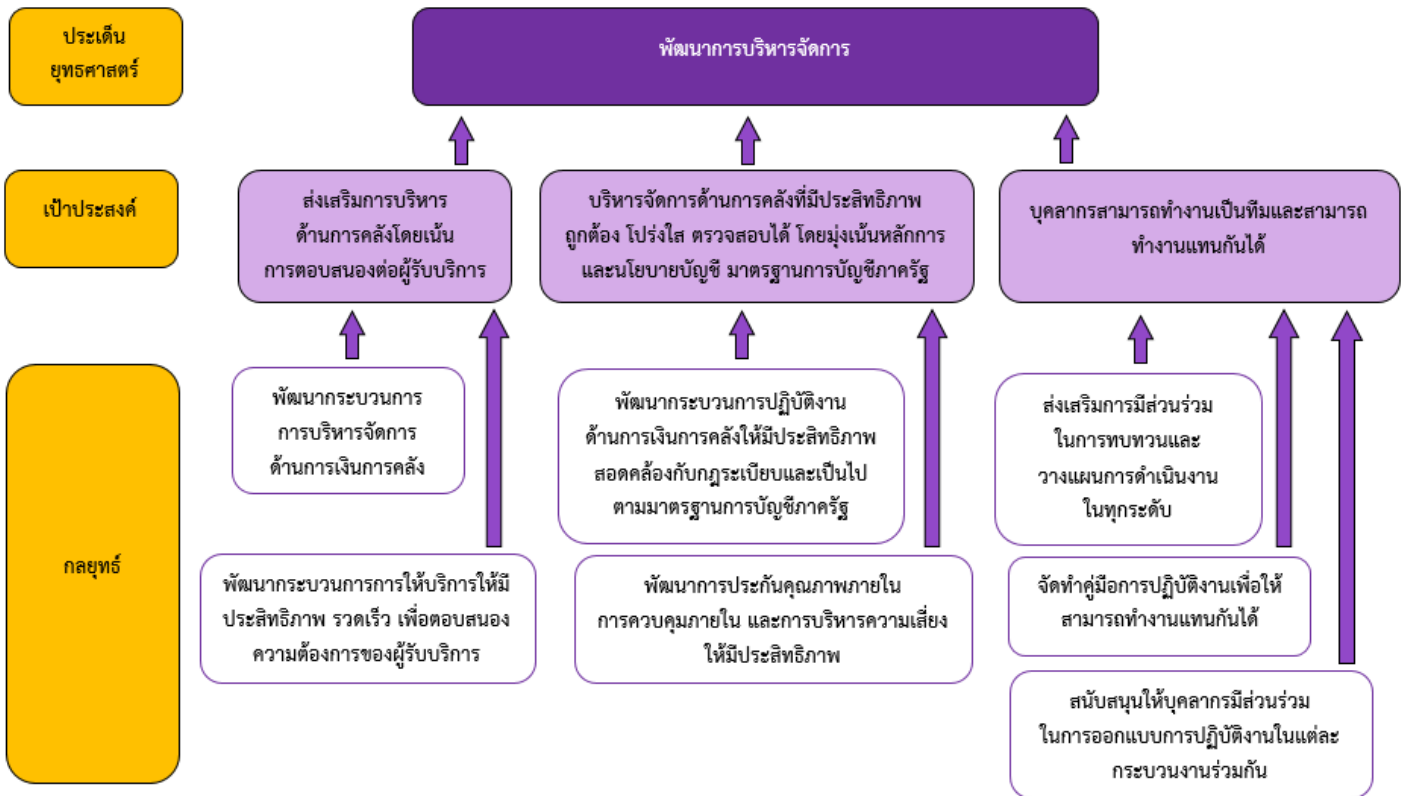 ประเด็น
ยุทธศาสตร์
พัฒนาการบริหารจัดการ
เป้าประสงค์
ส่งเสริมการบริหาร
ด้านการคลังโดยเน้น
การตอบสนองต่อผู้รับบริการ
บริหารจัดการด้านการคลังที่มีประสิทธิภาพ
ถูกต้อง โปร่งใส ตรวจสอบได้ โดยมุ่งเน้นหลักการ
และนโยบายบัญชี มาตรฐานการบัญชีภาครัฐ
บุคลากรสามารถทำงานเป็นทีมและสามารถ
ทำงานแทนกันได้
กลยุทธ์
พัฒนากระบวนการ
การบริหารจัดการ
ด้านการเงินการคลัง
พัฒนากระบวนการปฏิบัติงาน
ด้านการเงินการคลังให้มีประสิทธิภาพ
สอดคล้องกับกฎระเบียบและเป็นไป
ตามมาตรฐานการบัญชีภาครัฐ
ส่งเสริมการมีส่วนร่วม
ในการทบทวนและ
วางแผนการดำเนินงาน
ในทุกระดับ
พัฒนากระบวนการการให้บริการให้มี
ประสิทธิภาพ รวดเร็ว เพื่อตอบสนอง
ความต้องการของผู้รับบริการ
พัฒนาการประกันคุณภาพภายใน
การควบคุมภายใน และการบริหารความเสี่ยง
ให้มีประสิทธิภาพ
จัดทำคู่มือการปฏิบัติงานเพื่อให้
สามารถทำงานแทนกันได้
สนับสนุนให้บุคลากรมีส่วนร่วม
ในการออกแบบการปฏิบัติงานในแต่ละ
กระบวนงานร่วมกัน